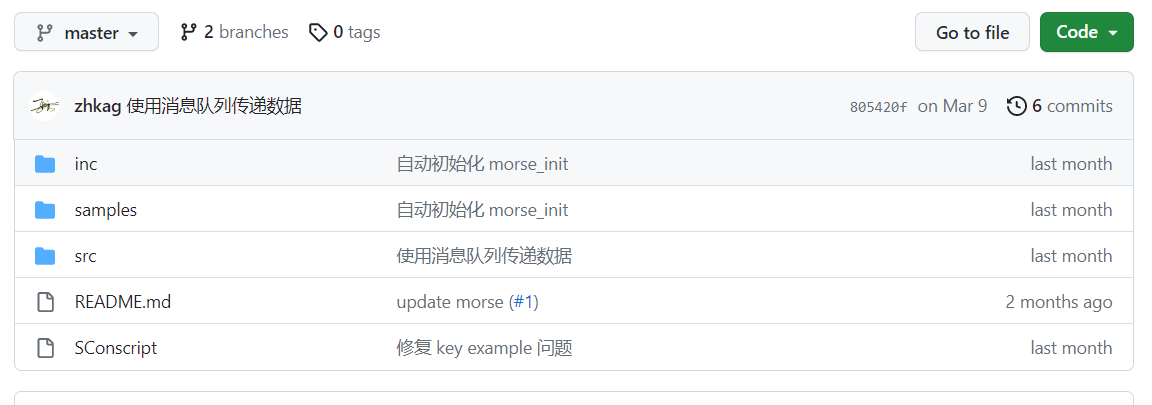 master 2 branches 0 tags Go to file Code
zhkag 使用消息队列传递数据 805420f on Mar 9 6 commits
inc 自动初始化 morse_init last month
samples 自动初始化 morse_init last month
src 使用消息队列传递数据 last month
README.md update morse (#1) 2 months ago
SConscript 修复 key example 问题 last month